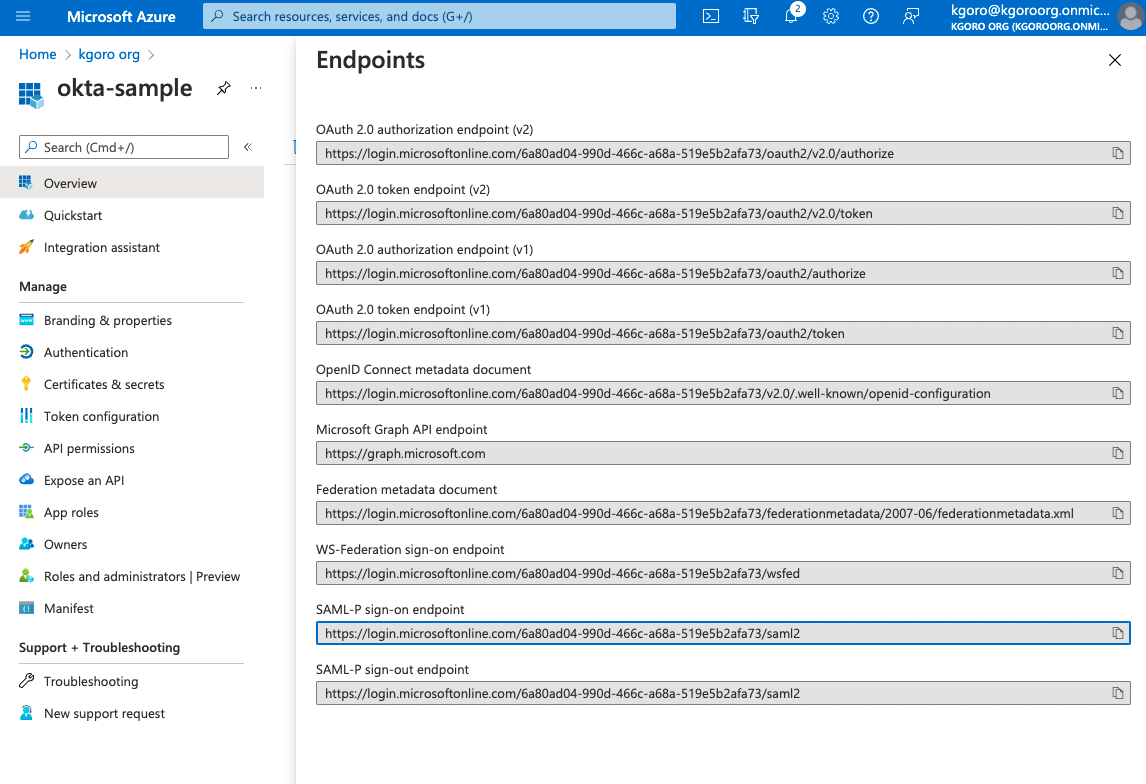 Microsoft Azure
Search resources, services, and docs (G+/)
2
kgoro@kgoroorg.onmic...
KGORO ORG (KGOROORG.ONMI...
Home > kgoro org >
okta-sample
...
Search (Cmd+/)
«
Overview
Quickstart
Integration assistant
Manage
Branding & properties
Authentication
Certificates & secrets
Token configuration
API permissions
Expose an API
App roles
Owners
Roles and administrators | Preview
Manifest
Support + Troubleshooting
Troubleshooting
New support request
Endpoints
OAuth 2.0 authorization endpoint (v2)
https://login.microsoftonline.com/6a80ad04-990d-466c-a68a-519e5b2afa73/oauth2/v2.0/authorize
OAuth 2.0 token endpoint (v2)
https://login.microsoftonline.com/6a80ad04-990d-466c-a68a-519e5b2afa73/oauth2/v2.0/token
OAuth 2.0 authorization endpoint (v1)
https://login.microsoftonline.com/6a80ad04-990d-466c-a68a-519e5b2afa73/oauth2/authorize
OAuth 2.0 token endpoint (v1)
https://login.microsoftonline.com/6a80ad04-990d-466c-a68a-519e5b2afa73/oauth2/token
OpenID Connect metadata document
https://login.microsoftonline.com/6a80ad04-990d-466c-a68a-519e5b2afa73/v2.0/.well-known/openid-configuration
Microsoft Graph API endpoint
https://graph.microsoft.com
Federation metadata document
https://login.microsoftonline.com/6a80ad04-990d-466c-a68a-519e5b2afa73/federationmetadata/2007-06/federationmetadata.xml
WS-Federation sign-on endpoint
https://login.microsoftonline.com/6a80ad04-990d-466c-a68a-519e5b2afa73/wsfed
SAML-P sign-on endpoint
https://login.microsoftonline.com/6a80ad04-990d-466c-a68a-519e5b2afa73/saml2
SAML-P sign-out endpoint
https://login.microsoftonline.com/6a80ad04-990d-466c-a68a-519e5b2afa73/saml2